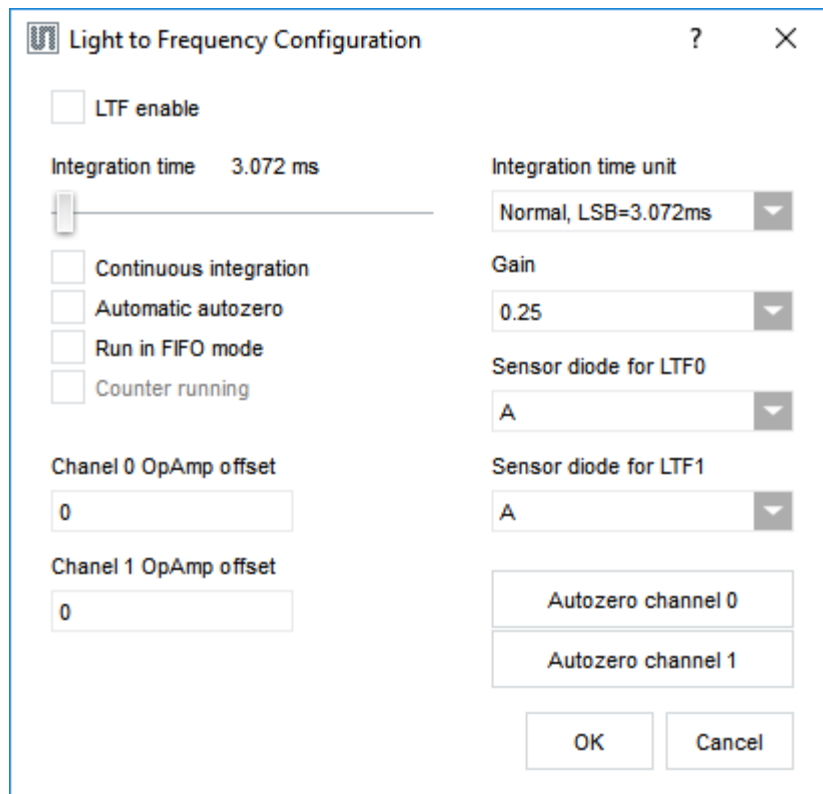 Light to Frequency Configuration ?
LTF enable
Integration time 3.072 ms
Continuous integration
Automatic autozero
Run in FIFO mode
Counter running
Chanel 0 OpAmp offset
0
Chanel 1 OpAmp offset
0
Integration time unit
Normal, LSB=3.072ms
Gain
0.25
Sensor diode for LTF0
A
Sensor diode for LTF1
A
Autozero channel 0
Autozero channel 1
OK Cancel